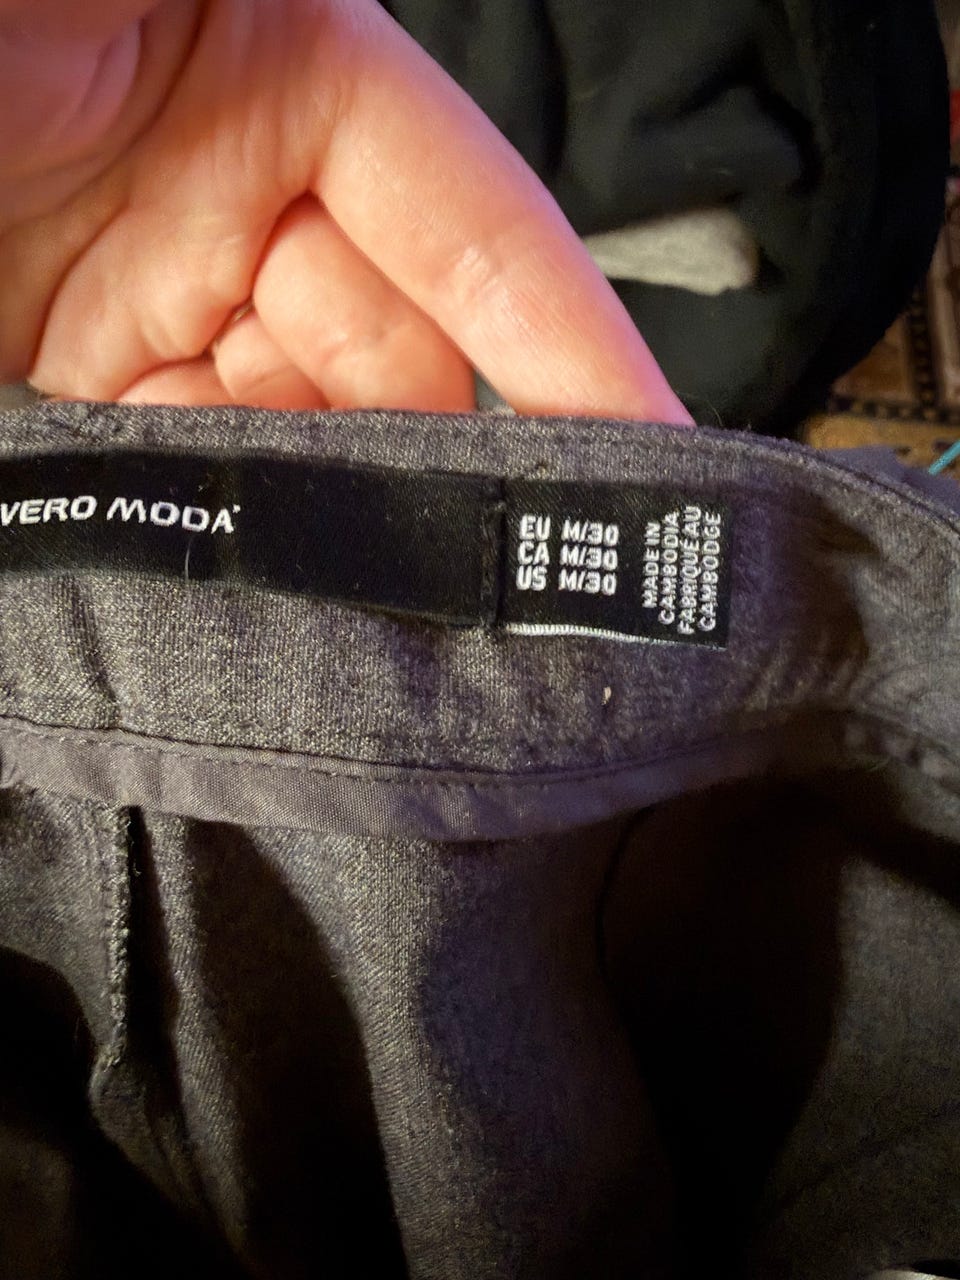 VERO MODA
EU M/30
CA M/30
US M/30
MADE IN
CAMBODIA
FABRIQUÉ AU
CAMBODGE